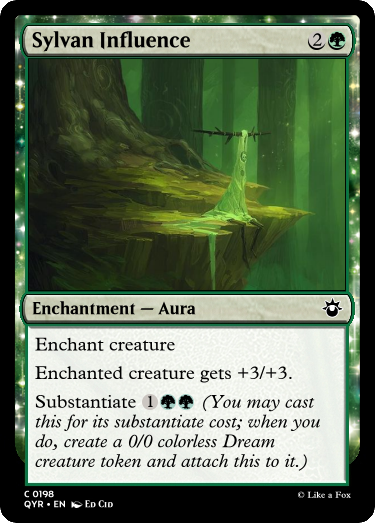 Sylvan Influence 2
Enchantment — Aura
Enchant creature
Enchanted creature gets +3/+3.
Substantiate 1 (You may cast
this for its substantiate cost; when you
do, create a 0/0 colorless Dream
creature token and attach this to it.)
C 0198
QYR • EN Ed Cid
© Like a Fox